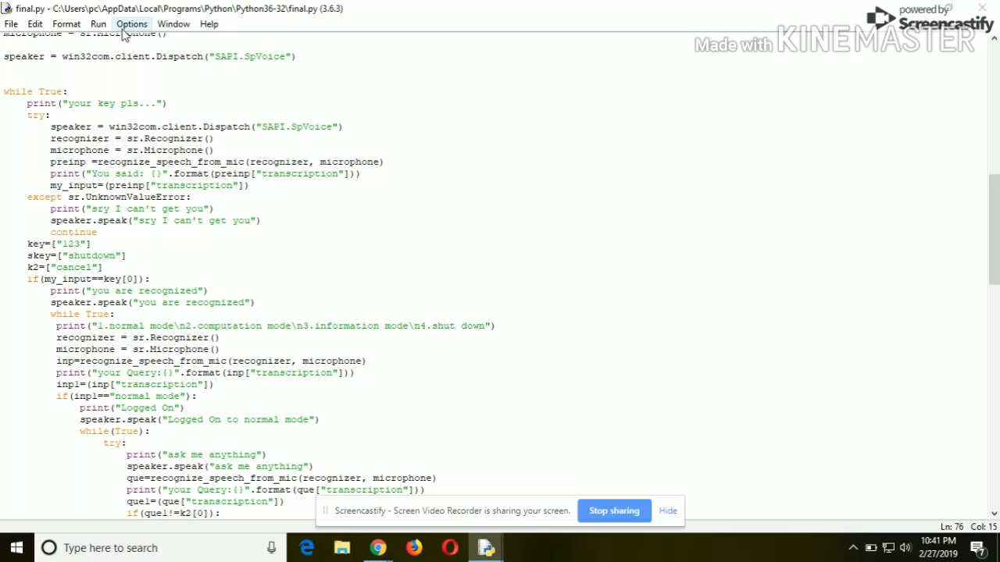 final.py - C:\Users\pc\AppData\Local\Programs\Python\Python36-32\final.py (3.6.3)
powered by
Screencastify
File Edit Format Run Options Window Help
Made with KINEMASTER
microphone = sr.Microphone()
speaker = win32com.client.Dispatch("SAPI.SpVoice")
while True:
print("your key pls...")
try:
speaker = win32com.client.Dispatch("SAPI.SpVoice")
recognizer = sr.Recognizer()
microphone = sr.Microphone()
preinp =recognize_speech_from_mic(recognizer, microphone)
print("You said: {}".format(preinp["transcription"]))
my_input=(preinp["transcription"])
except sr.UnknownValueError:
print("sry I can't get you")
speaker.speak("sry I can't get you")
continue
key=["123"]
skey=["shutdown"]
k2=["cancel"]
if(my_input==key[0]):
print("you are recognized")
speaker.speak("you are recognized")
while True:
print("1.normal mode\n2.computation mode\n3.information mode\n4.shut down")
recognizer = sr.Recognizer()
microphone = sr.Microphone()
inp=recognize_speech_from_mic(recognizer, microphone)
print("your Query:{}".format(inp["transcription"]))
inp1=(inp["transcription"])
if(inp1=="normal mode"):
print("Logged On")
speaker.speak("Logged On to normal mode")
while(True):
try:
print("ask me anything")
speaker.speak("ask me anything")
que=recognize_speech_from_mic(recognizer, microphone)
print("your Query:{}".format(que["transcription"]))
que1=(que["transcription"])
if(que1!=k2[0]):
Screencastify - Screen Video Recorder is sharing your screen. Stop sharing Hide
Ln: 76 Col: 15
Type here to search
10:41 PM
2/27/2019
7